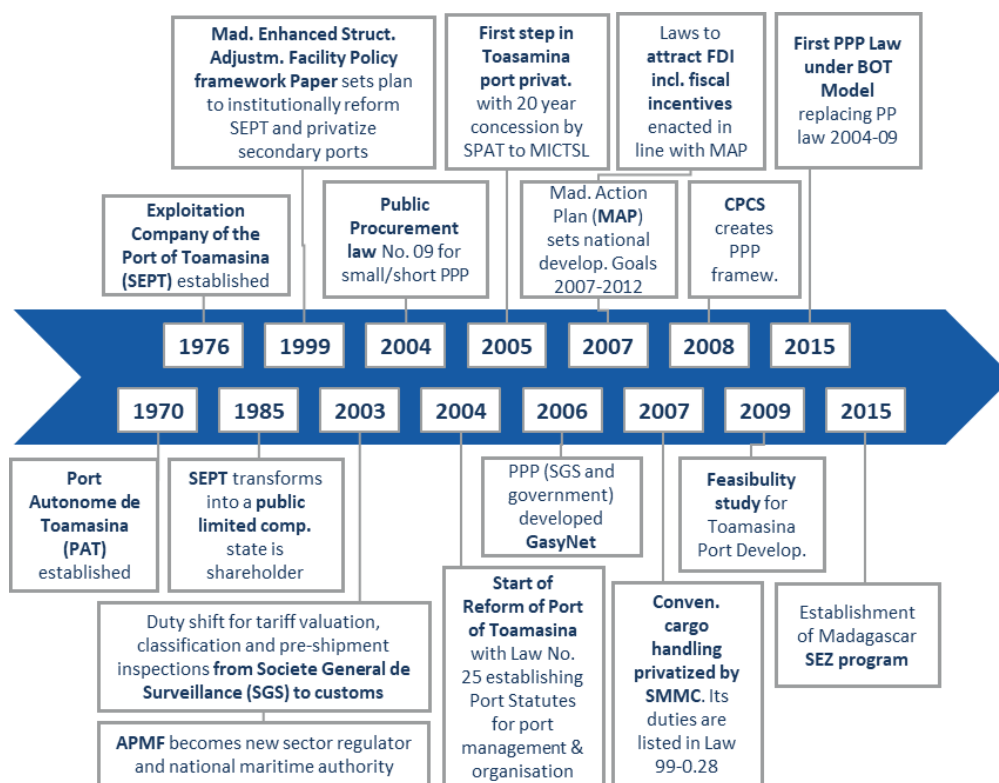 Mad. Enhanced Struct.
Adjustm. Facility Policy
framework Paper sets plan
to institutionally reform
SEPT and privatize
secondary ports
First step in
Toasamina
port privat.
with 20 year
concession by
SPAT to MICTSL
Laws to
attract FDI
incl. fiscal
incentives
enacted in
line with MAP
First PPP Law
under BOT
Model
replacing PP
law 2004-09
Exploitation
Company of the
Port of Toamasina
(SEPT) established
Public
Procurement
law No. 09 for
small/short PPP
Mad. Action
Plan (MAP)
sets national
develop. Goals
2007-2012
CPCS
creates
PPP
framew.
1976
1999
2004
2005
2007
2008
2015
1970
1985
2003
2004
2006
2007
2009
2015
Port
Autonome de
Toamasina
(PAT)
established
SEPT transforms
into a public
limited comp.
state is
shareholder
PPP (SGS and
government)
developed
GasyNet
Feasibulity
study for
Toamasina
Port Develop.
Duty shift for tariff valuation,
classification and pre-shipment
inspections from Societe General de
Surveillance (SGS) to customs
APMF becomes new sector regulator
and national maritime authority
Start of
Reform of Port
of Toamasina
with Law No.
25 establishing
Port Statutes
for port
management &
organisation
Conven.
cargo
handling
privatized by
SMMC. Its
duties are
listed in Law
99-0.28
Establishment
of Madagascar
SEZ program